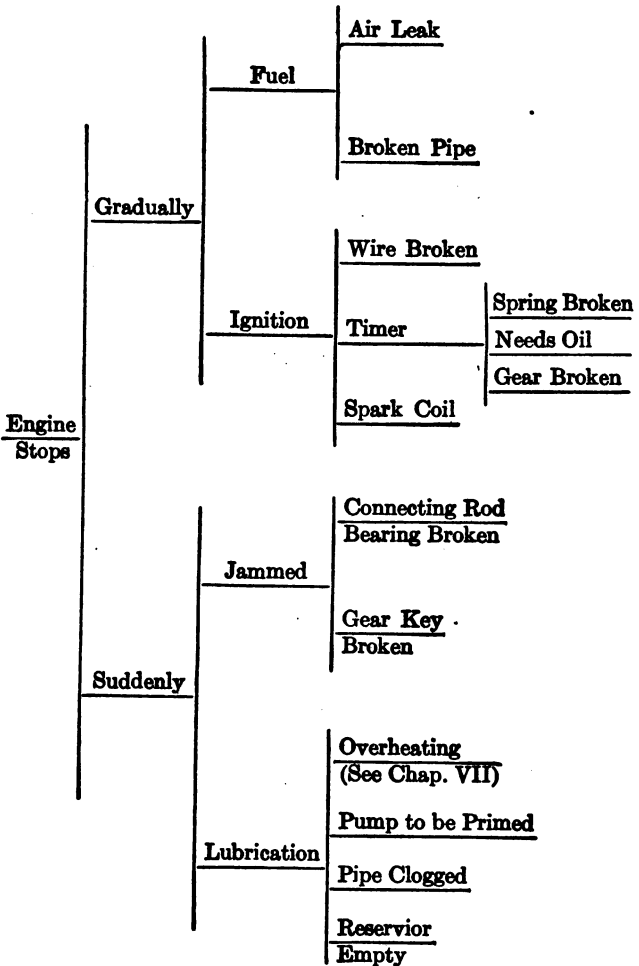 Air Leak
Fuel
Broken Pipe
Gradually
Wire Broken
Ignition
Timer
Spring Broken
Needs Oil
Gear Broken
Spark Coil
Engine
Stops
Connecting Rod
Bearing Broken
Jammed
Gear Key
Broken
Suddenly
Overheating
(See Chap. VII)
Pump to be Primed
Lubrication
Pipe Clogged
Reservior
Empty